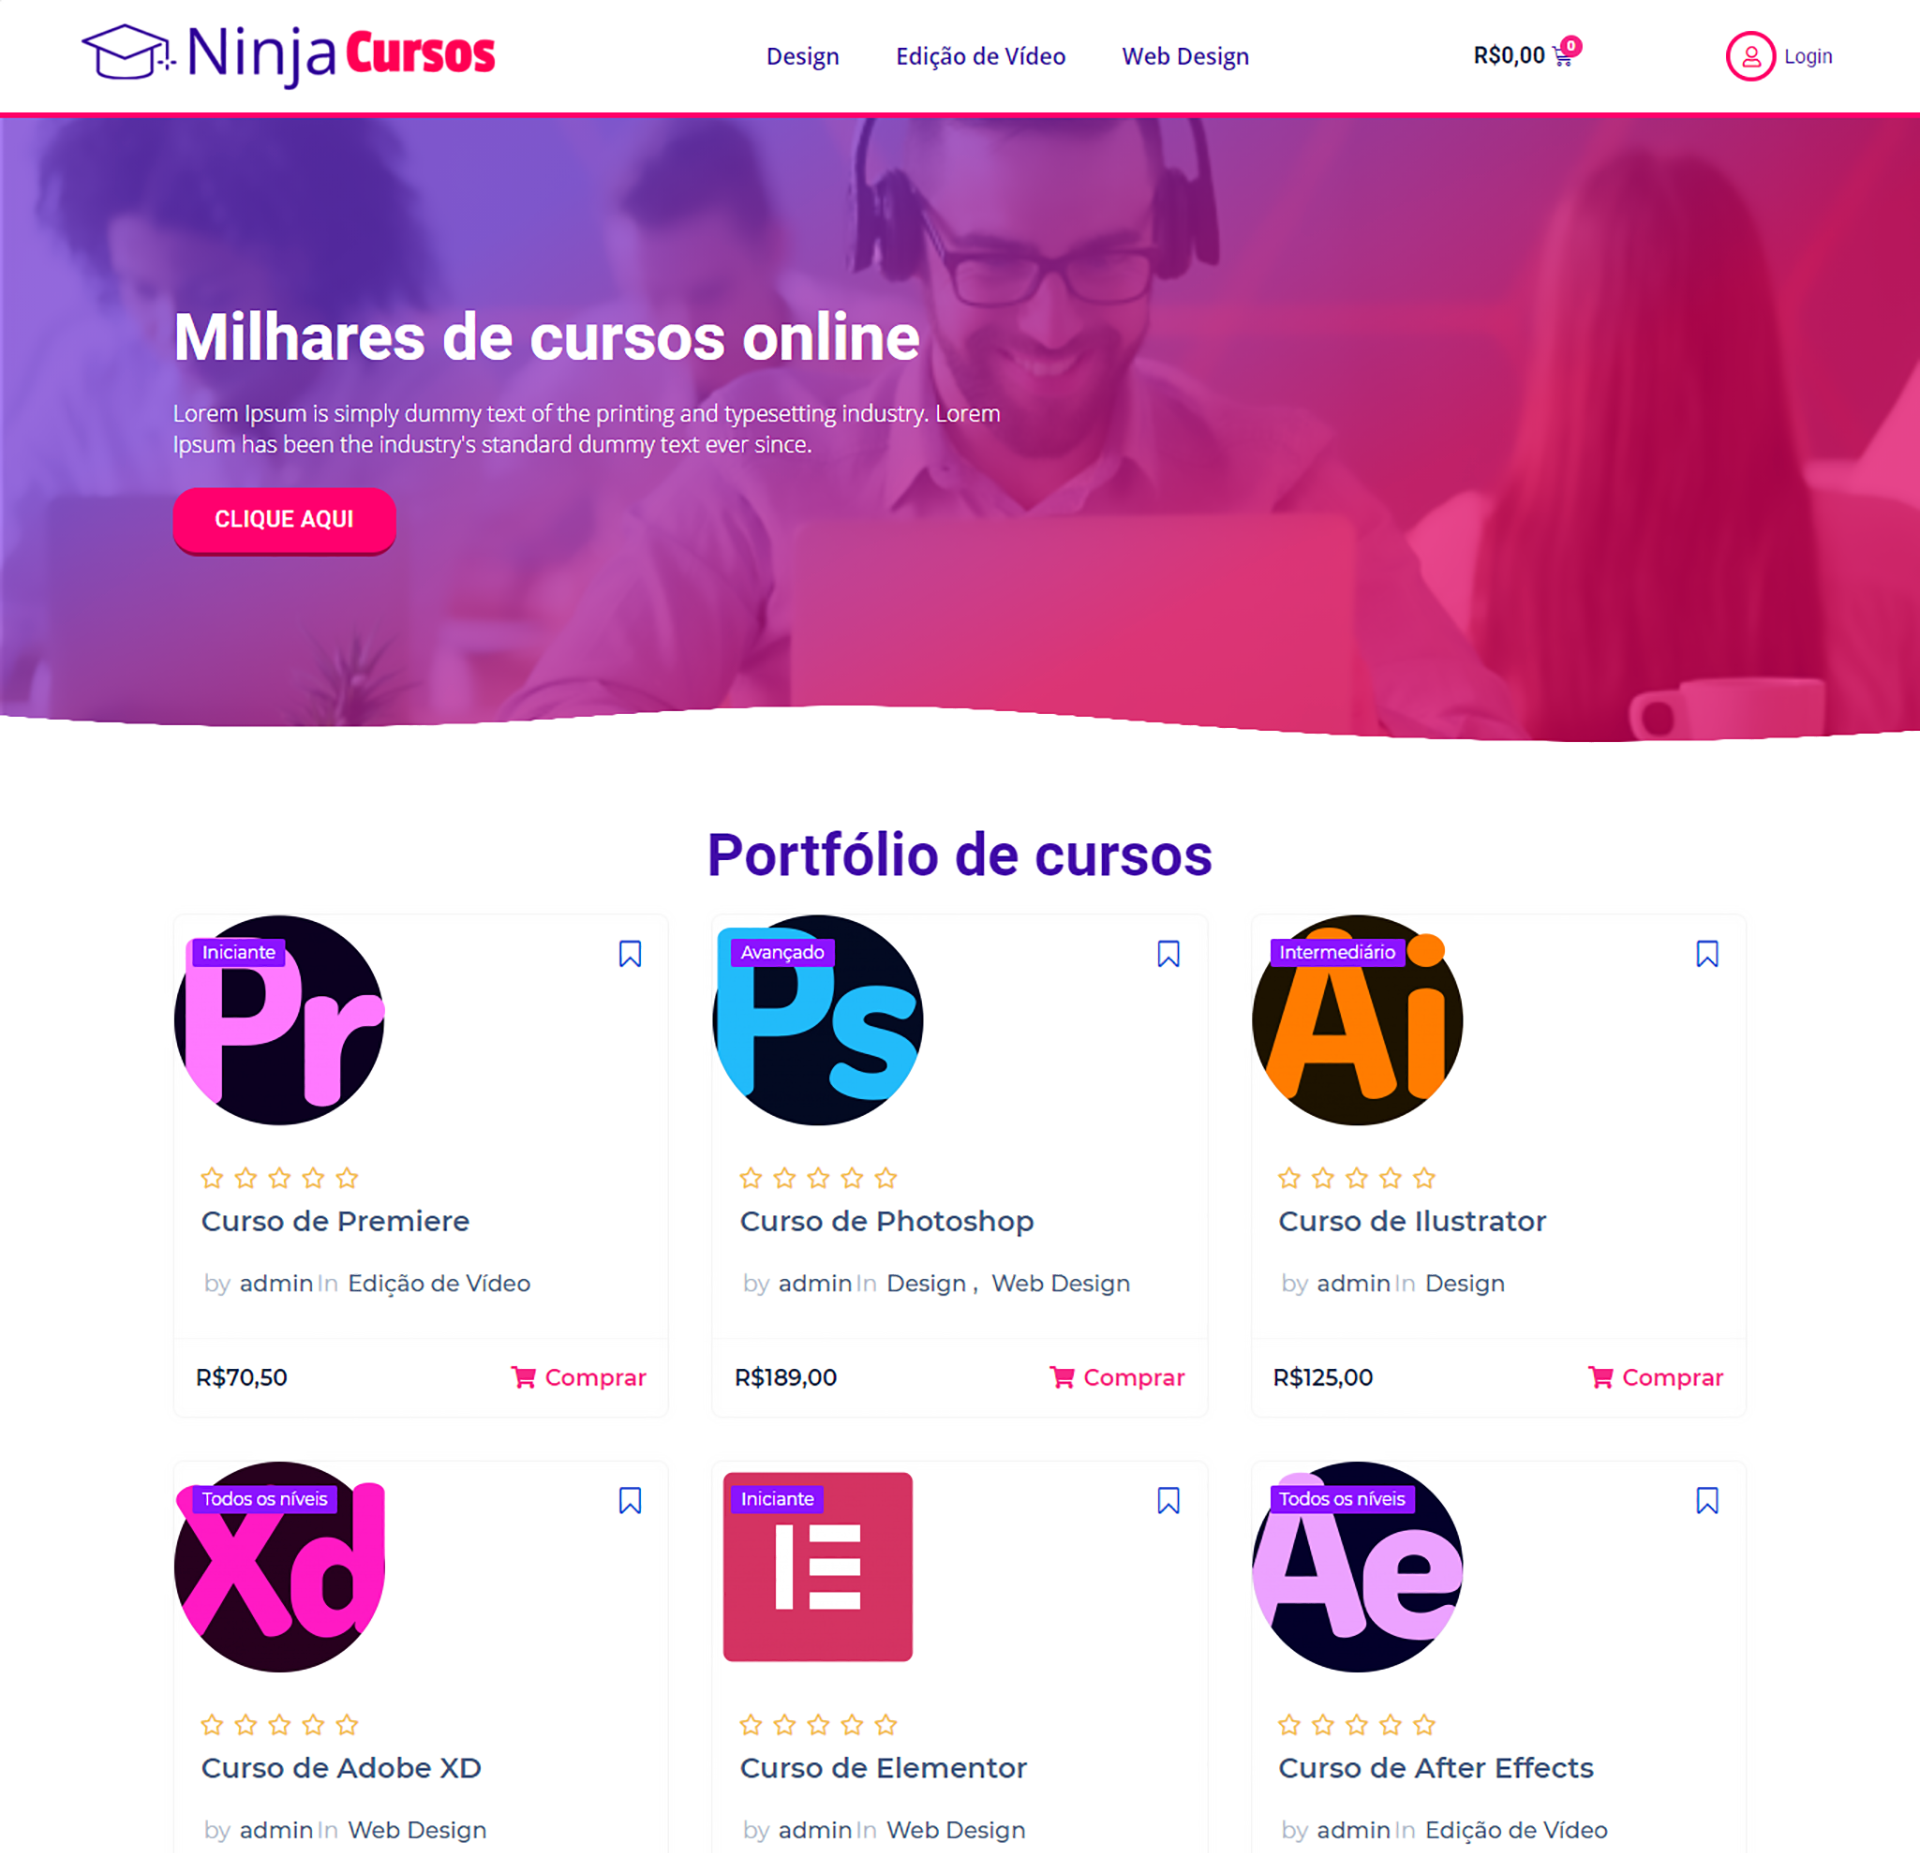 Ninja Cursos
Design Edição de Vídeo Web Design
R$0,00 0
Login
Milhares de cursos online
Lorem Ipsum is simply dummy text of the printing and typesetting industry. Lorem
Ipsum has been the industry's standard dummy text ever since.
CLIQUE AQUI
Portfólio de cursos
Iniciante
Pr
Curso de Premiere
by admin In Edição de Vídeo
R$70,50 Comprar
Avançado
Ps
Curso de Photoshop
by admin In Design , Web Design
R$189,00 Comprar
Intermediário
Ai
Curso de Ilustrator
by admin In Design
R$125,00 Comprar
Todos os níveis
Xd
Curso de Adobe XD
by admin In Web Design
Iniciante
Curso de Elementor
by admin In Web Design
Todos os níveis
Ae
Curso de After Effects
by admin In Edição de Vídeo